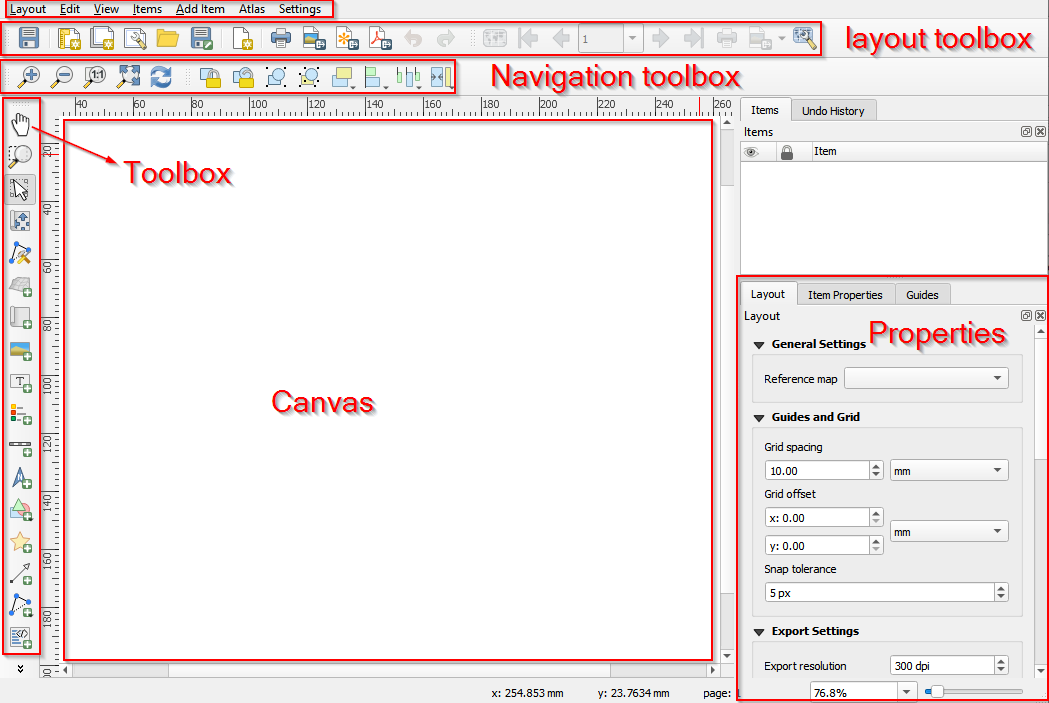 Layout Edit View Items Add Item Atlas Settings
1
layout toolbox
1:1
Navigation toolbox
40 60 80 100 120 140 160 180 200 220 240 260
Items Undo History
Items
Item
Toolbox
20
40
60
80
100
120
140
160
180
Canvas
Layout Item Properties Guides
Layout
Properties
General Settings
Reference map
Guides and Grid
Grid spacing
10.00 mm
Grid offset
x: 0.00
mm
y: 0.00
Snap tolerance
5 px
Export Settings
Export resolution 300 dpi
T
x: 254.853 mm y: 23.7634 mm page: 76.8%